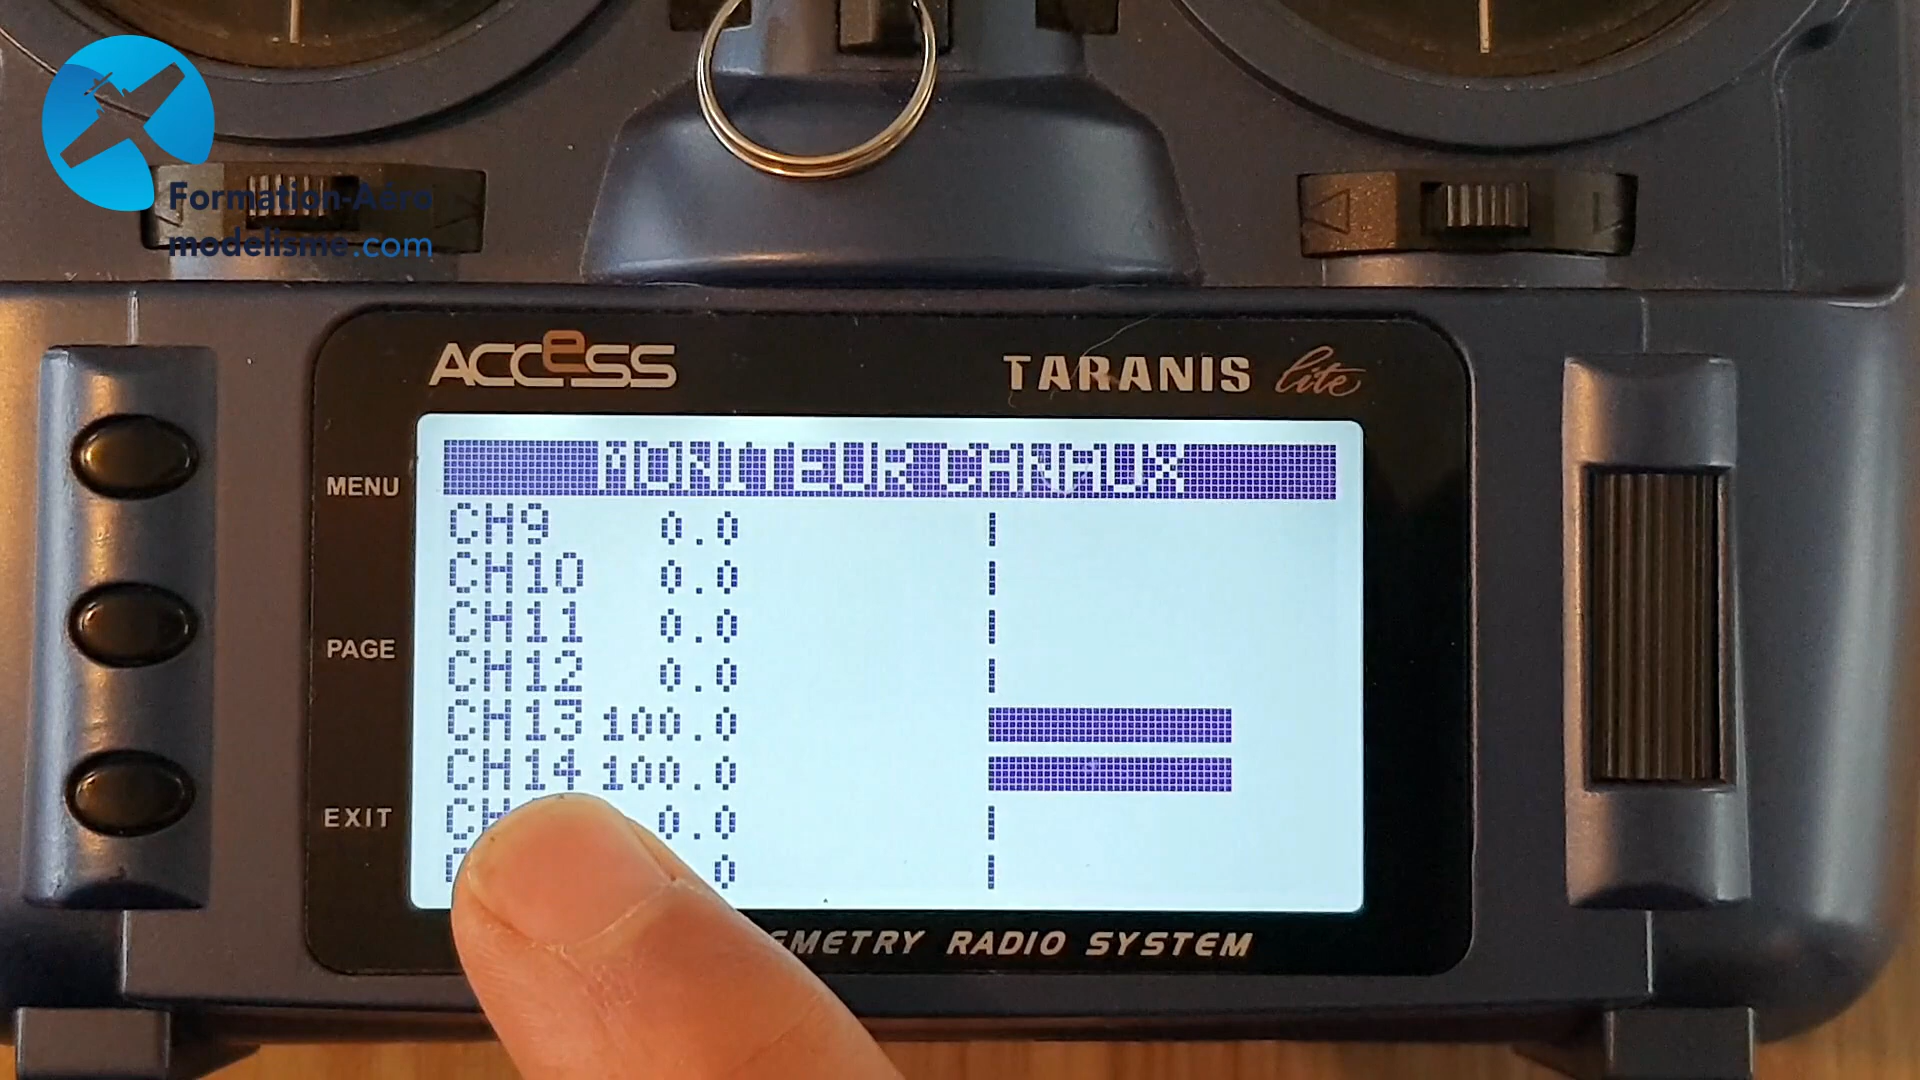 Formation-Aéro
modelisme.com
ACCeSS
TARANIS lite
MENU
PAGE
EXIT
MONITEUR CANAUX
CH9 0.0
CH10 0.0
CH11 0.0
CH12 0.0
CH13 100.0
CH14 100.0
CH 0.0
0
RADIO SYSTEM